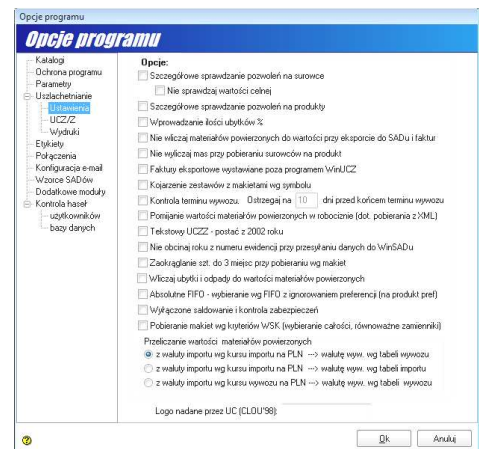 Opcje programu
Opcje programu
Katalogi
Ochrona programu
Parametry
Uszlachetnianie
Ustawienia
UCZ/Z
Wydruki
Etykiety
Połączenia
Konfiguracja e-mail
Wzorce SADów
Dodatkowe moduły
Kontrola haseł
użytkowników
bazy danych
Opcje:
Szczegółowe sprawdzanie pozwoleń na surowce
Nie sprawdzaj wartości celnej
Szczegółowe sprawdzanie pozwoleń na produkty
Wprowadzanie ilości ubytków %
Nie wliczaj materiałów powierzonych do wartości przy eksporcie do SADu i faktur
Nie wyliczaj mas przy pobieraniu surowców na produkt
Faktury eksportowe wystawiane poza programem WinUCZ
Kojarzenie zestawów z makietami wg symbolu
Kontrola terminu wywozu. Ostrzegaj na 10 dni przed końcem terminu wywozu
Pomijanie wartości materiałów powierzonych w robociźnie (dot. pobierania z XML)
Tekstowy UCZZ - postać z 2002 roku
Nie obcinaj roku z numeru ewidencji przy przesyłaniu danych do WinSADu
Zaokrąglanie szt. do 3 miejsc przy pobieraniu wg makiet
Wliczaj ubytki i odpady do wartości materiałów powierzonych
Absolutne FIFO - wybieranie wg FIFO z ignorowaniem preferencji (na produkt pref)
Wyłączone saldowanie i kontrola zabezpieczeń
Pobieranie makiet wg kryteriów WSK (wybieranie całości, równoważne zamienniki)
Przeliczanie wartości materiałów powierzonych
z waluty importu wg kursu importu na PLN ---> walutę wyw. wg tabeli wywozu
z waluty importu wg kursu importu na PLN ---> walutę wyw. wg tabeli importu
z waluty importu wg kursu wywozu na PLN ---> walutę wyw. wg tabeli wywozu
Logo nadane przez UC (CLOU'98):
Ok Anuluj